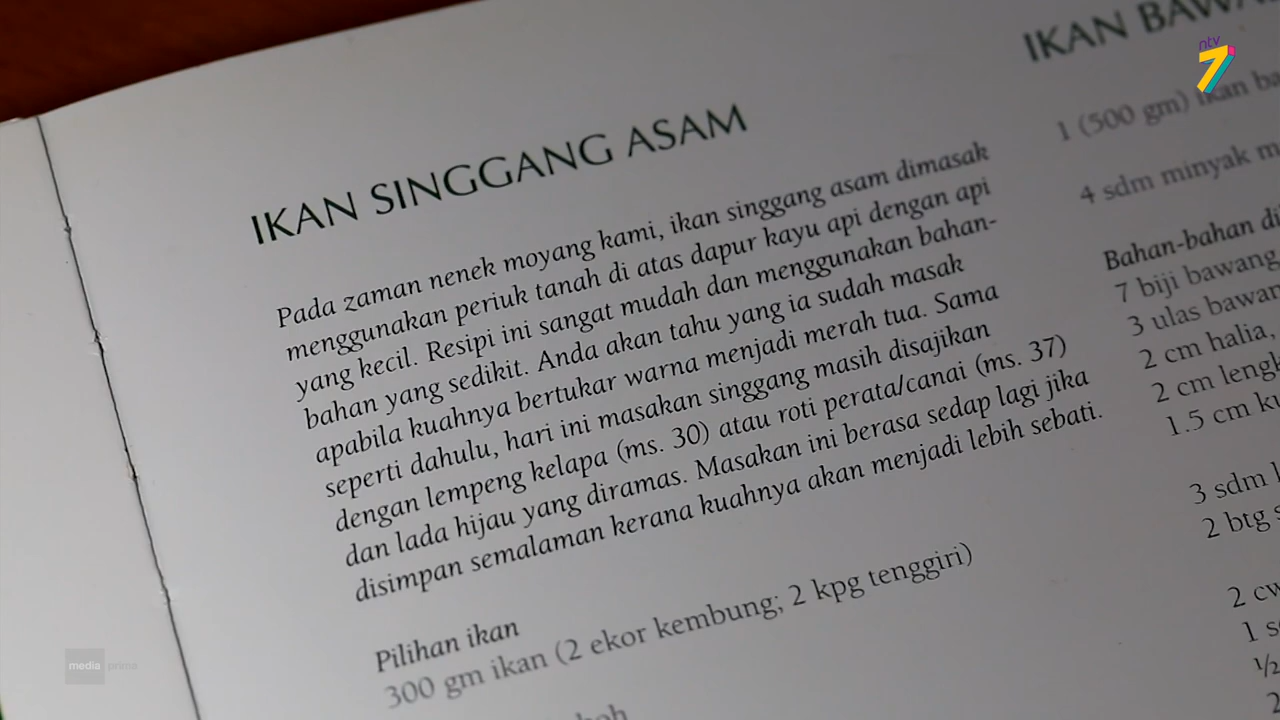 IKAN SINGGANG ASAM
Pada zaman nenek moyang kami, ikan singgang asam dimasak
menggunakan periuk tanah di atas dapur kayu api dengan api
yang kecil. Resipi ini sangat mudah dan menggunakan bahan-
bahan yang sedikit. Anda akan tahu yang ia sudah masak
apabila kuahnya bertukar warna menjadi merah tua. Sama
seperti dahulu, hari ini masakan singgang masih disajikan
dengan lempeng kelapa (ms. 30) atau roti perata/canai (ms. 37)
dan lada hijau yang diramas. Masakan ini berasa sedap lagi jika
disimpan semalaman kerana kuahnya akan menjadi lebih sebati.
Pilihan ikan
300 gm ikan (2 ekor kembung; 2 kpg tenggiri)
IKAN
1 (500 gm) ikan
4 sdm minyak
Bahan-bahan
7 biji bawang
3 ulas
2 cm halia,
2 cm
1.5 cm
3 sdm
2 btg
2
1
½
2
ntv
7
media prima